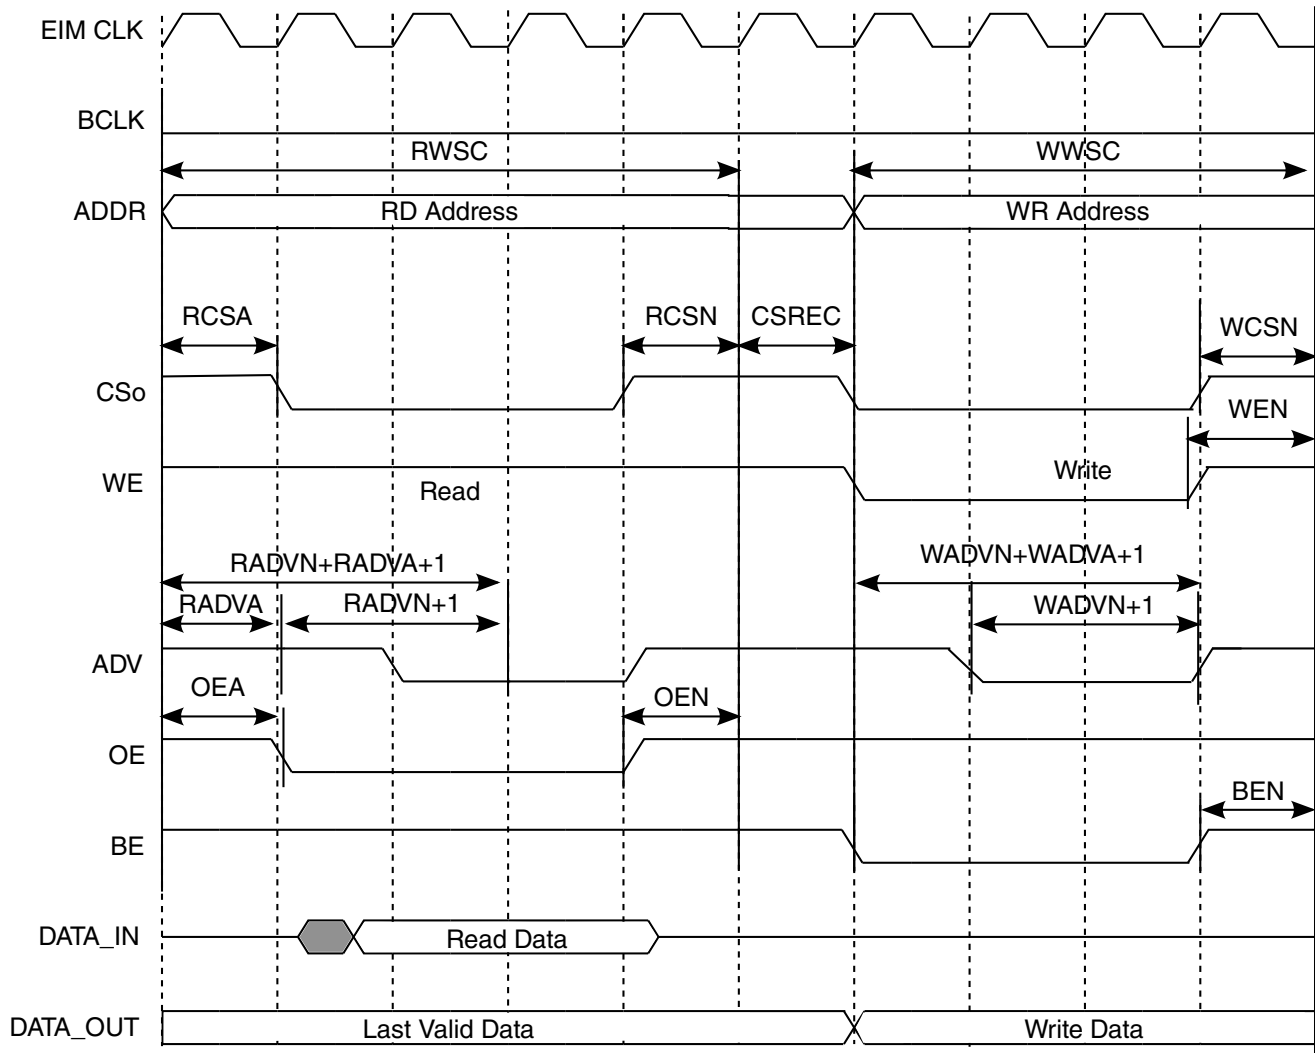 EIM CLK
BCLK
RWSC
WWSC
ADDR
RD Address
WR Address
RCSA
RCSN
CSREC
WCSN
CSo
WEN
WE
Read
Write
RADVN+RADVA+1
WADVN+WADVA+1
RADVA
RADVN+1
WADVN+1
ADV
OEA
OEN
OE
BEN
BE
DATA_IN
Read Data
DATA_OUT
Last Valid Data
Write Data